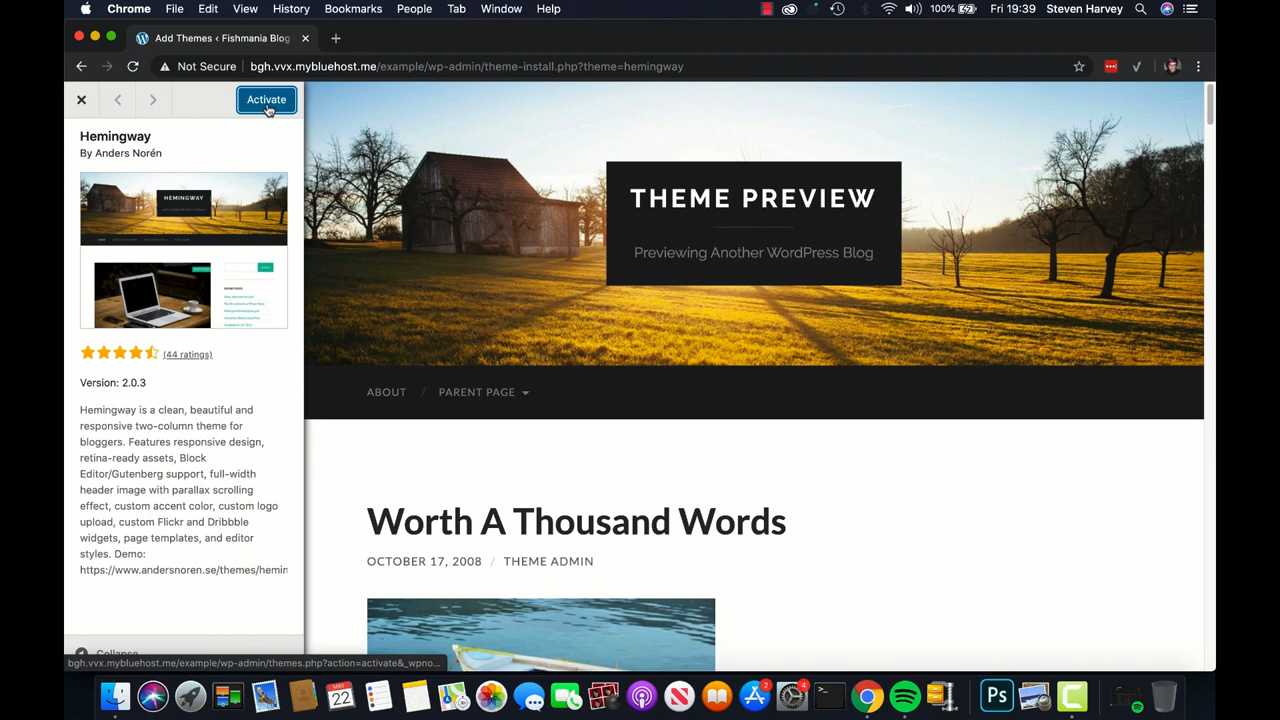 Chrome File Edit View History Bookmarks People Tab Window Help 100% Fri 19:39 Steven Harvey
Add Themes ‹ Fishmania Blog
Not Secure bgh.vvx.mybluehost.me/example/wp-admin/theme-install.php?theme=hemingway
Activate
Hemingway
By Anders Norén
HEMINGWAY
(44 ratings)
Version: 2.0.3
Hemingway is a clean, beautiful and
responsive two-column theme for
bloggers. Features responsive design,
retina-ready assets, Block
Editor/Gutenberg support, full-width
header image with parallax scrolling
effect, custom accent color, custom logo
upload, custom Flickr and Dribbble
widgets, page templates, and editor
styles. Demo:
https://www.andersnoren.se/themes/hemin
Collapse
bgh.vvx.mybluehost.me/example/wp-admin/themes.php?action=activate&_wpno...
THEME PREVIEW
Previewing Another WordPress Blog
ABOUT / PARENT PAGE
Worth A Thousand Words
OCTOBER 17, 2008 / THEME ADMIN
MAY
22
2
4
Ps